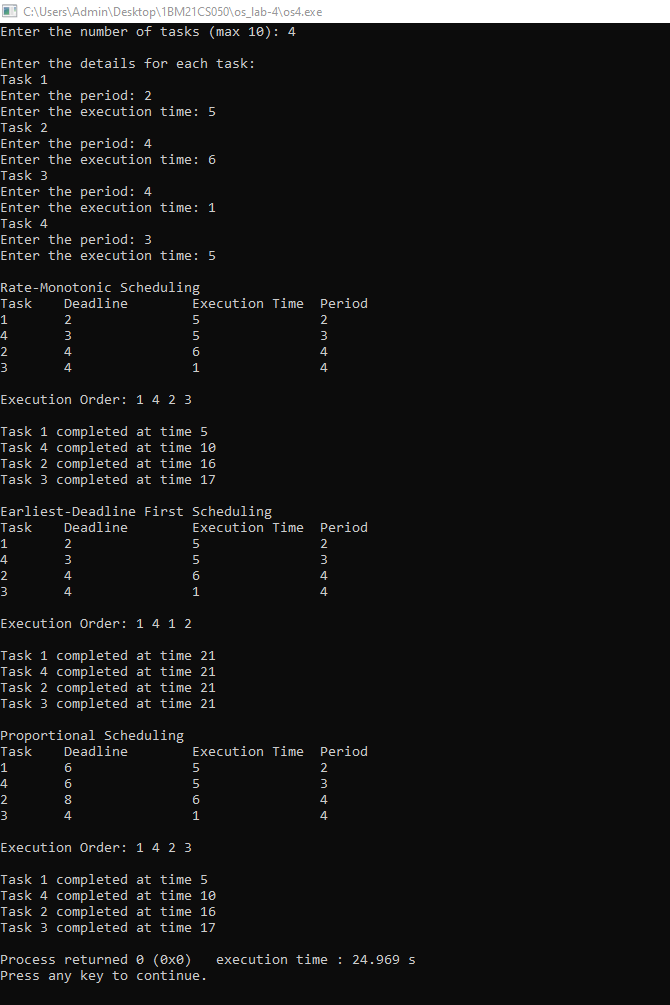 C:\Users\Admin\Desktop\1BM21CS050\os_lab-4\os4.exe
Enter the number of tasks (max 10): 4
Enter the details for each task:
Task 1
Enter the period: 2
Enter the execution time: 5
Task 2
Enter the period: 4
Enter the execution time: 6
Task 3
Enter the period: 4
Enter the execution time: 1
Task 4
Enter the period: 3
Enter the execution time: 5
Rate-Monotonic Scheduling
Task Deadline Execution Time Period
1 2 5 2
4 3 5 3
2 4 6 4
3 4 1 4
Execution Order: 1 4 2 3
Task 1 completed at time 5
Task 4 completed at time 10
Task 2 completed at time 16
Task 3 completed at time 17
Earliest-Deadline First Scheduling
Task Deadline Execution Time Period
1 2 5 2
4 3 5 3
2 4 6 4
3 4 1 4
Execution Order: 1 4 1 2
Task 1 completed at time 21
Task 4 completed at time 21
Task 2 completed at time 21
Task 3 completed at time 21
Proportional Scheduling
Task Deadline Execution Time Period
1 6 5 2
4 6 5 3
2 8 6 4
3 4 1 4
Execution Order: 1 4 2 3
Task 1 completed at time 5
Task 4 completed at time 10
Task 2 completed at time 16
Task 3 completed at time 17
Process returned 0 (0x0) execution time : 24.969 s
Press any key to continue.